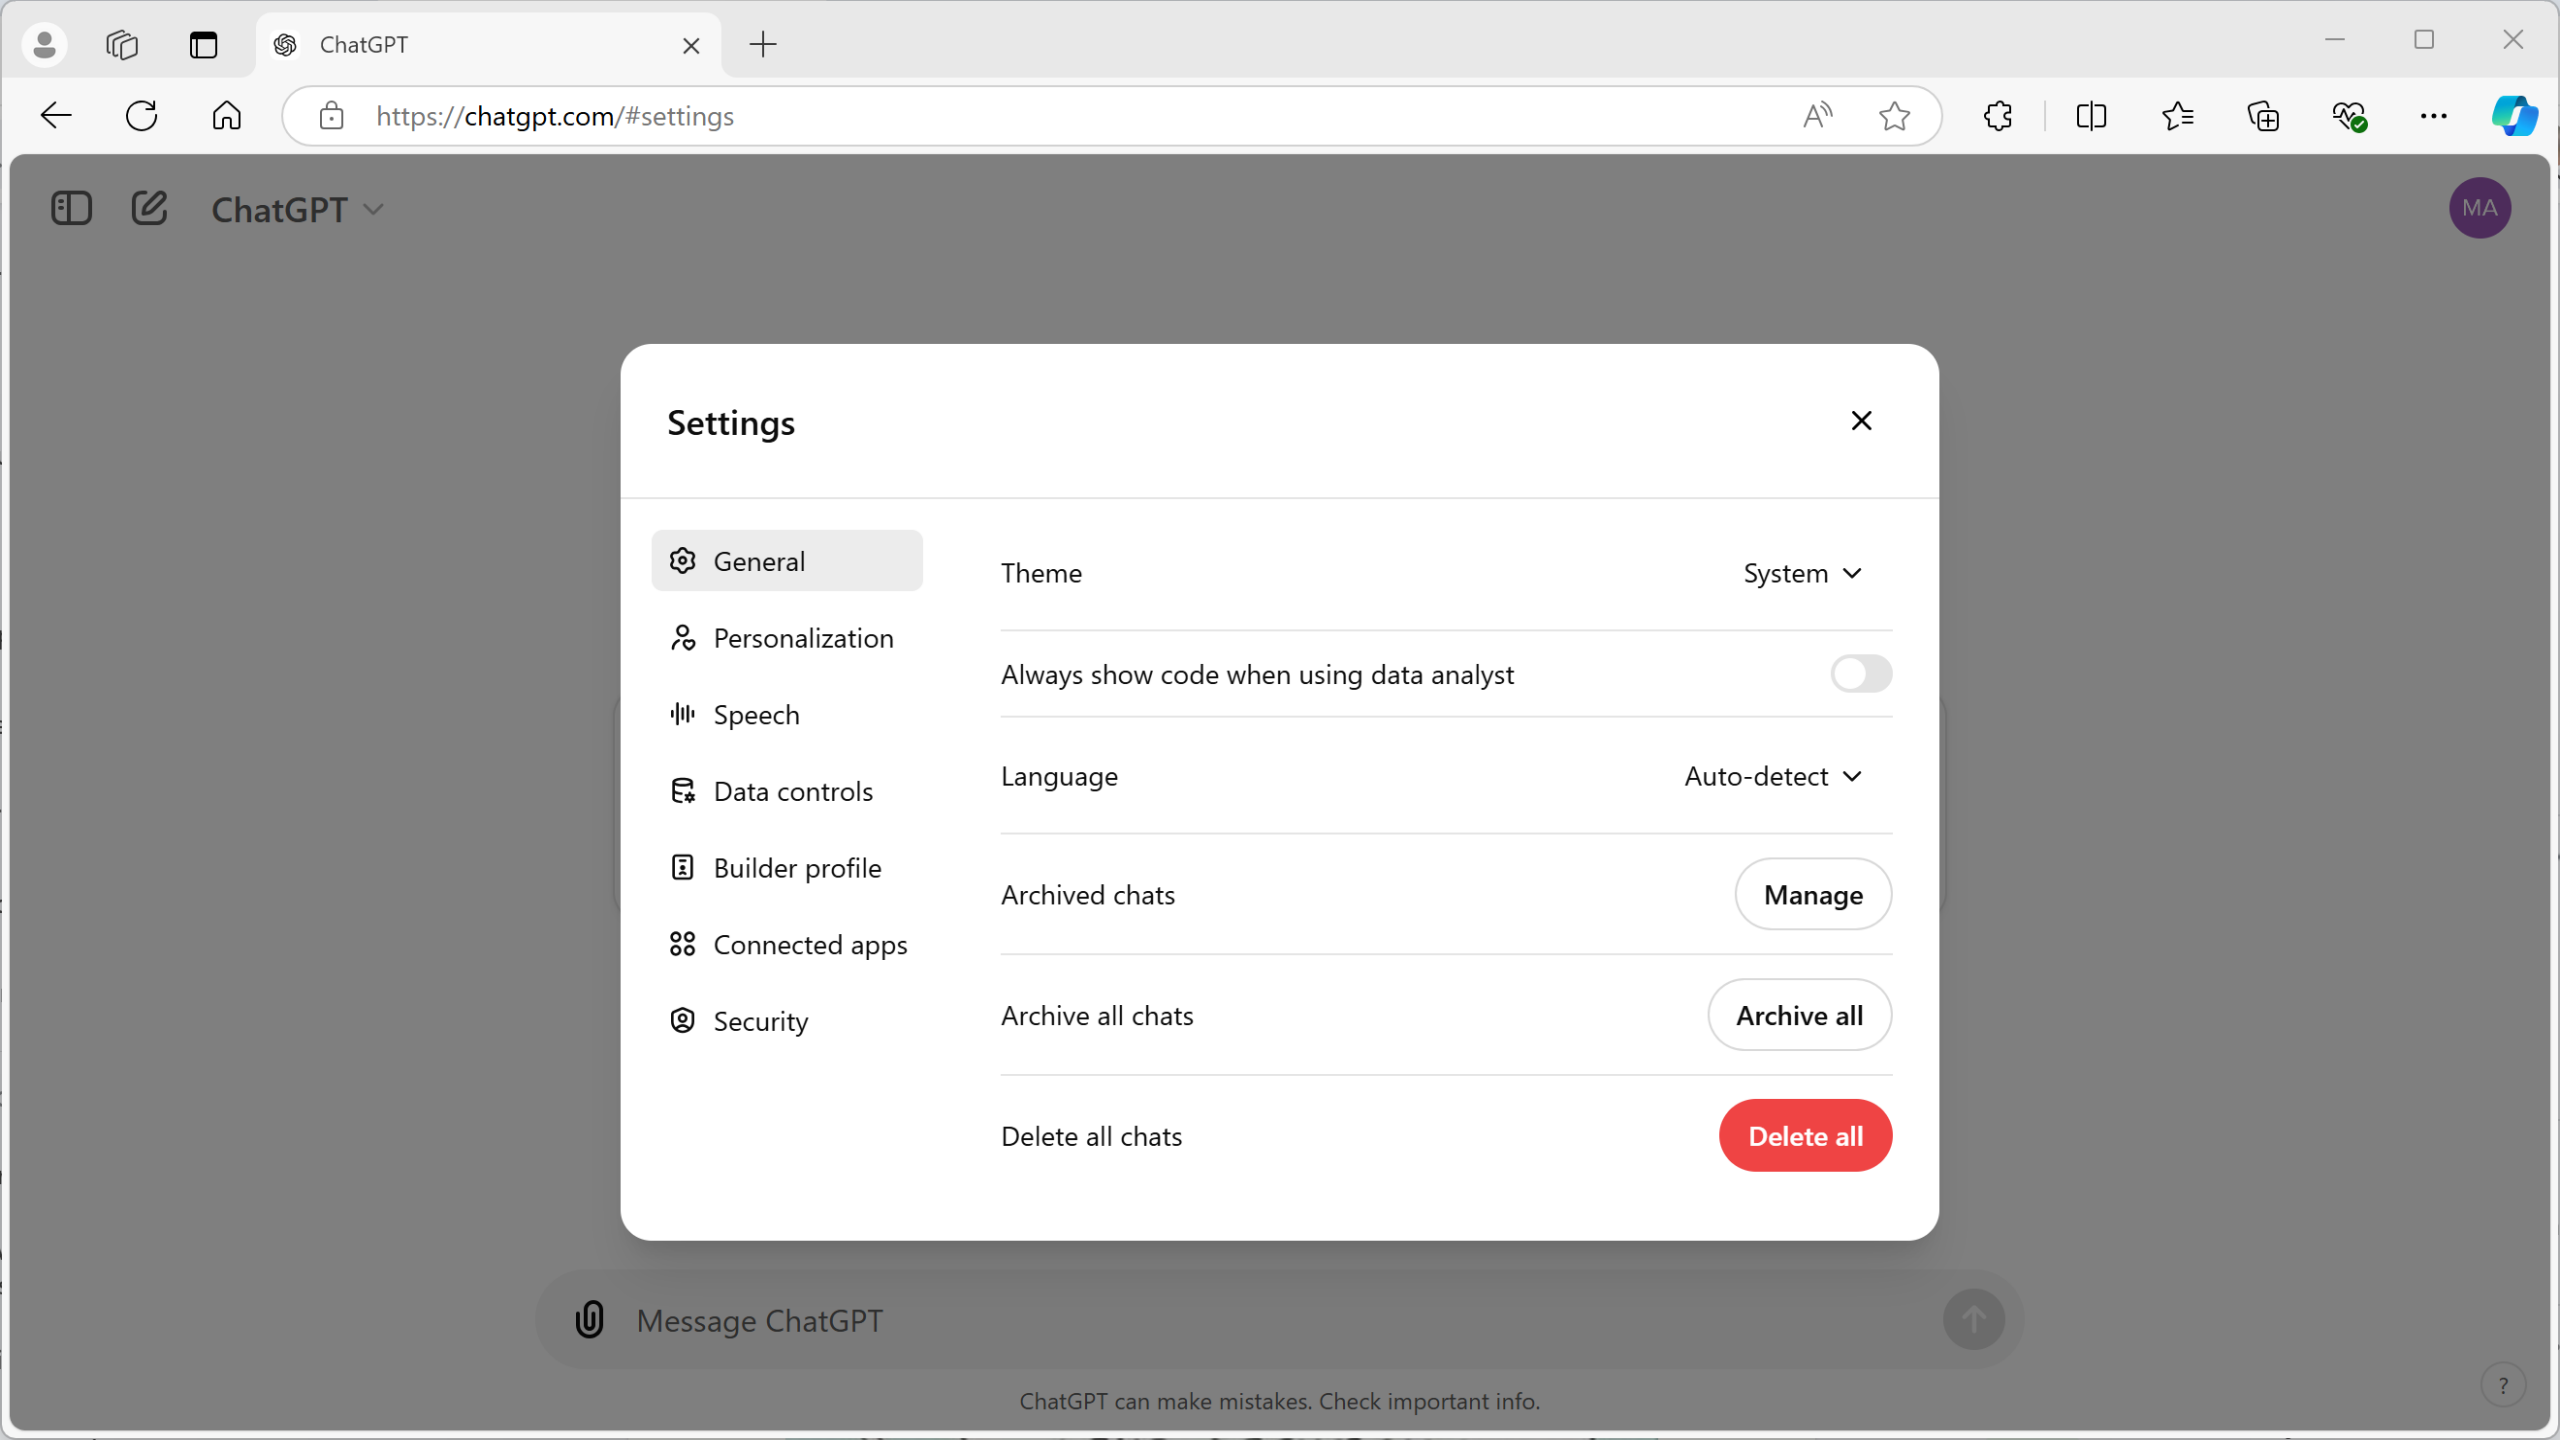 ChatGPT
https://chatgpt.com/#settings
ChatGPT
MA
Settings
General
Personalization
Speech
Data controls
Builder profile
Connected apps
Security
Theme
System
Always show code when using data analyst
Language
Auto-detect
Archived chats
Manage
Archive all chats
Archive all
Delete all chats
Delete all
Message ChatGPT
ChatGPT can make mistakes. Check important info.
?